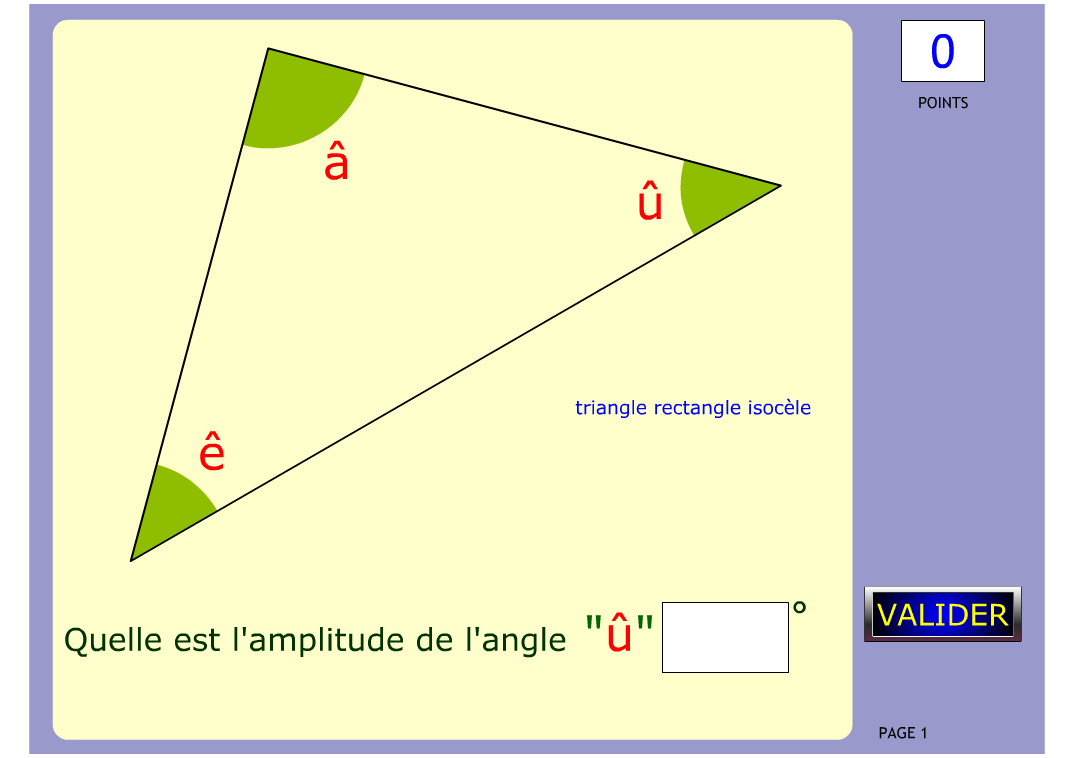 0
POINTS
â
û
triangle rectangle isocèle
ê
Quelle est l'amplitude de l'angle "û" °
VALIDER
PAGE 1